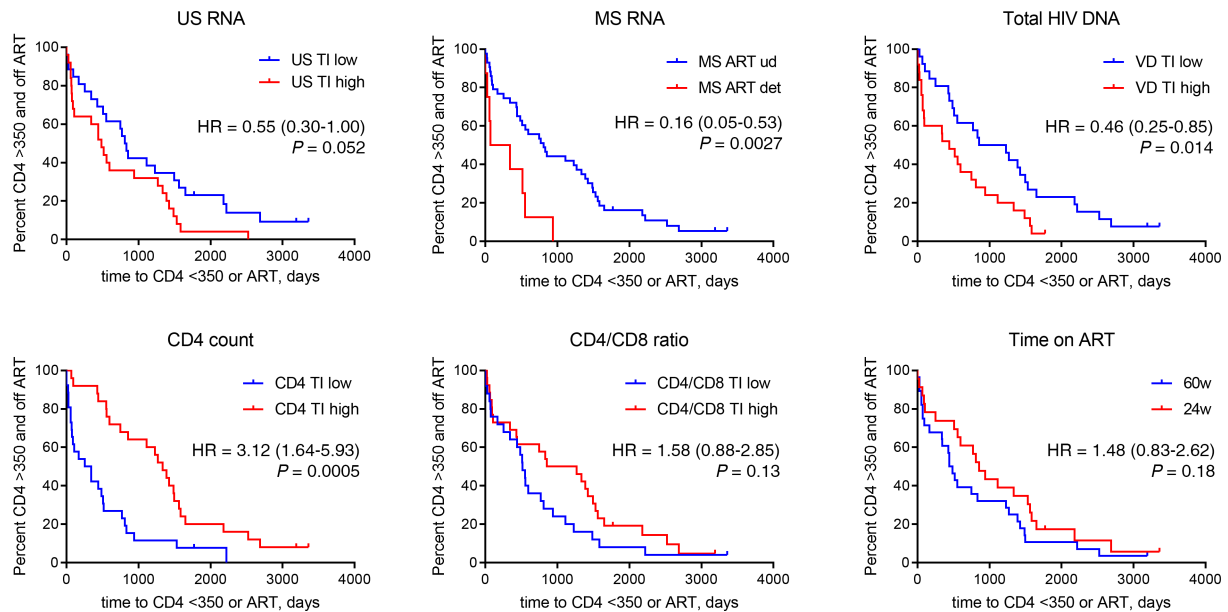 US RNA
Percent CD4 >350 and off ART
100
80
60
40
20
0
US TI low
US TI high
HR = 0.55 (0.30-1.00)
P = 0.052
0 1000 2000 3000 4000
time to CD4 <350 or ART, days
MS RNA
Percent CD4 >350 and off ART
100
80
60
40
20
0
MS ART ud
MS ART det
HR = 0.16 (0.05-0.53)
P = 0.0027
0 1000 2000 3000 4000
time to CD4 <350 or ART, days
Total HIV DNA
Percent CD4 >350 and off ART
100
80
60
40
20
0
VD TI low
VD TI high
HR = 0.46 (0.25-0.85)
P = 0.014
0 1000 2000 3000 4000
time to CD4 <350 or ART, days
CD4 count
Percent CD4 >350 and off ART
100
80
60
40
20
0
CD4 TI low
CD4 TI high
HR = 3.12 (1.64-5.93)
P = 0.0005
0 1000 2000 3000 4000
time to CD4 <350 or ART, days
CD4/CD8 ratio
Percent CD4 >350 and off ART
100
80
60
40
20
0
CD4/CD8 TI low
CD4/CD8 TI high
HR = 1.58 (0.88-2.85)
P = 0.13
0 1000 2000 3000 4000
time to CD4 <350 or ART, days
Time on ART
Percent CD4 >350 and off ART
100
80
60
40
20
0
60w
24w
HR = 1.48 (0.83-2.62)
P = 0.18
0 1000 2000 3000 4000
time to CD4 <350 or ART, days